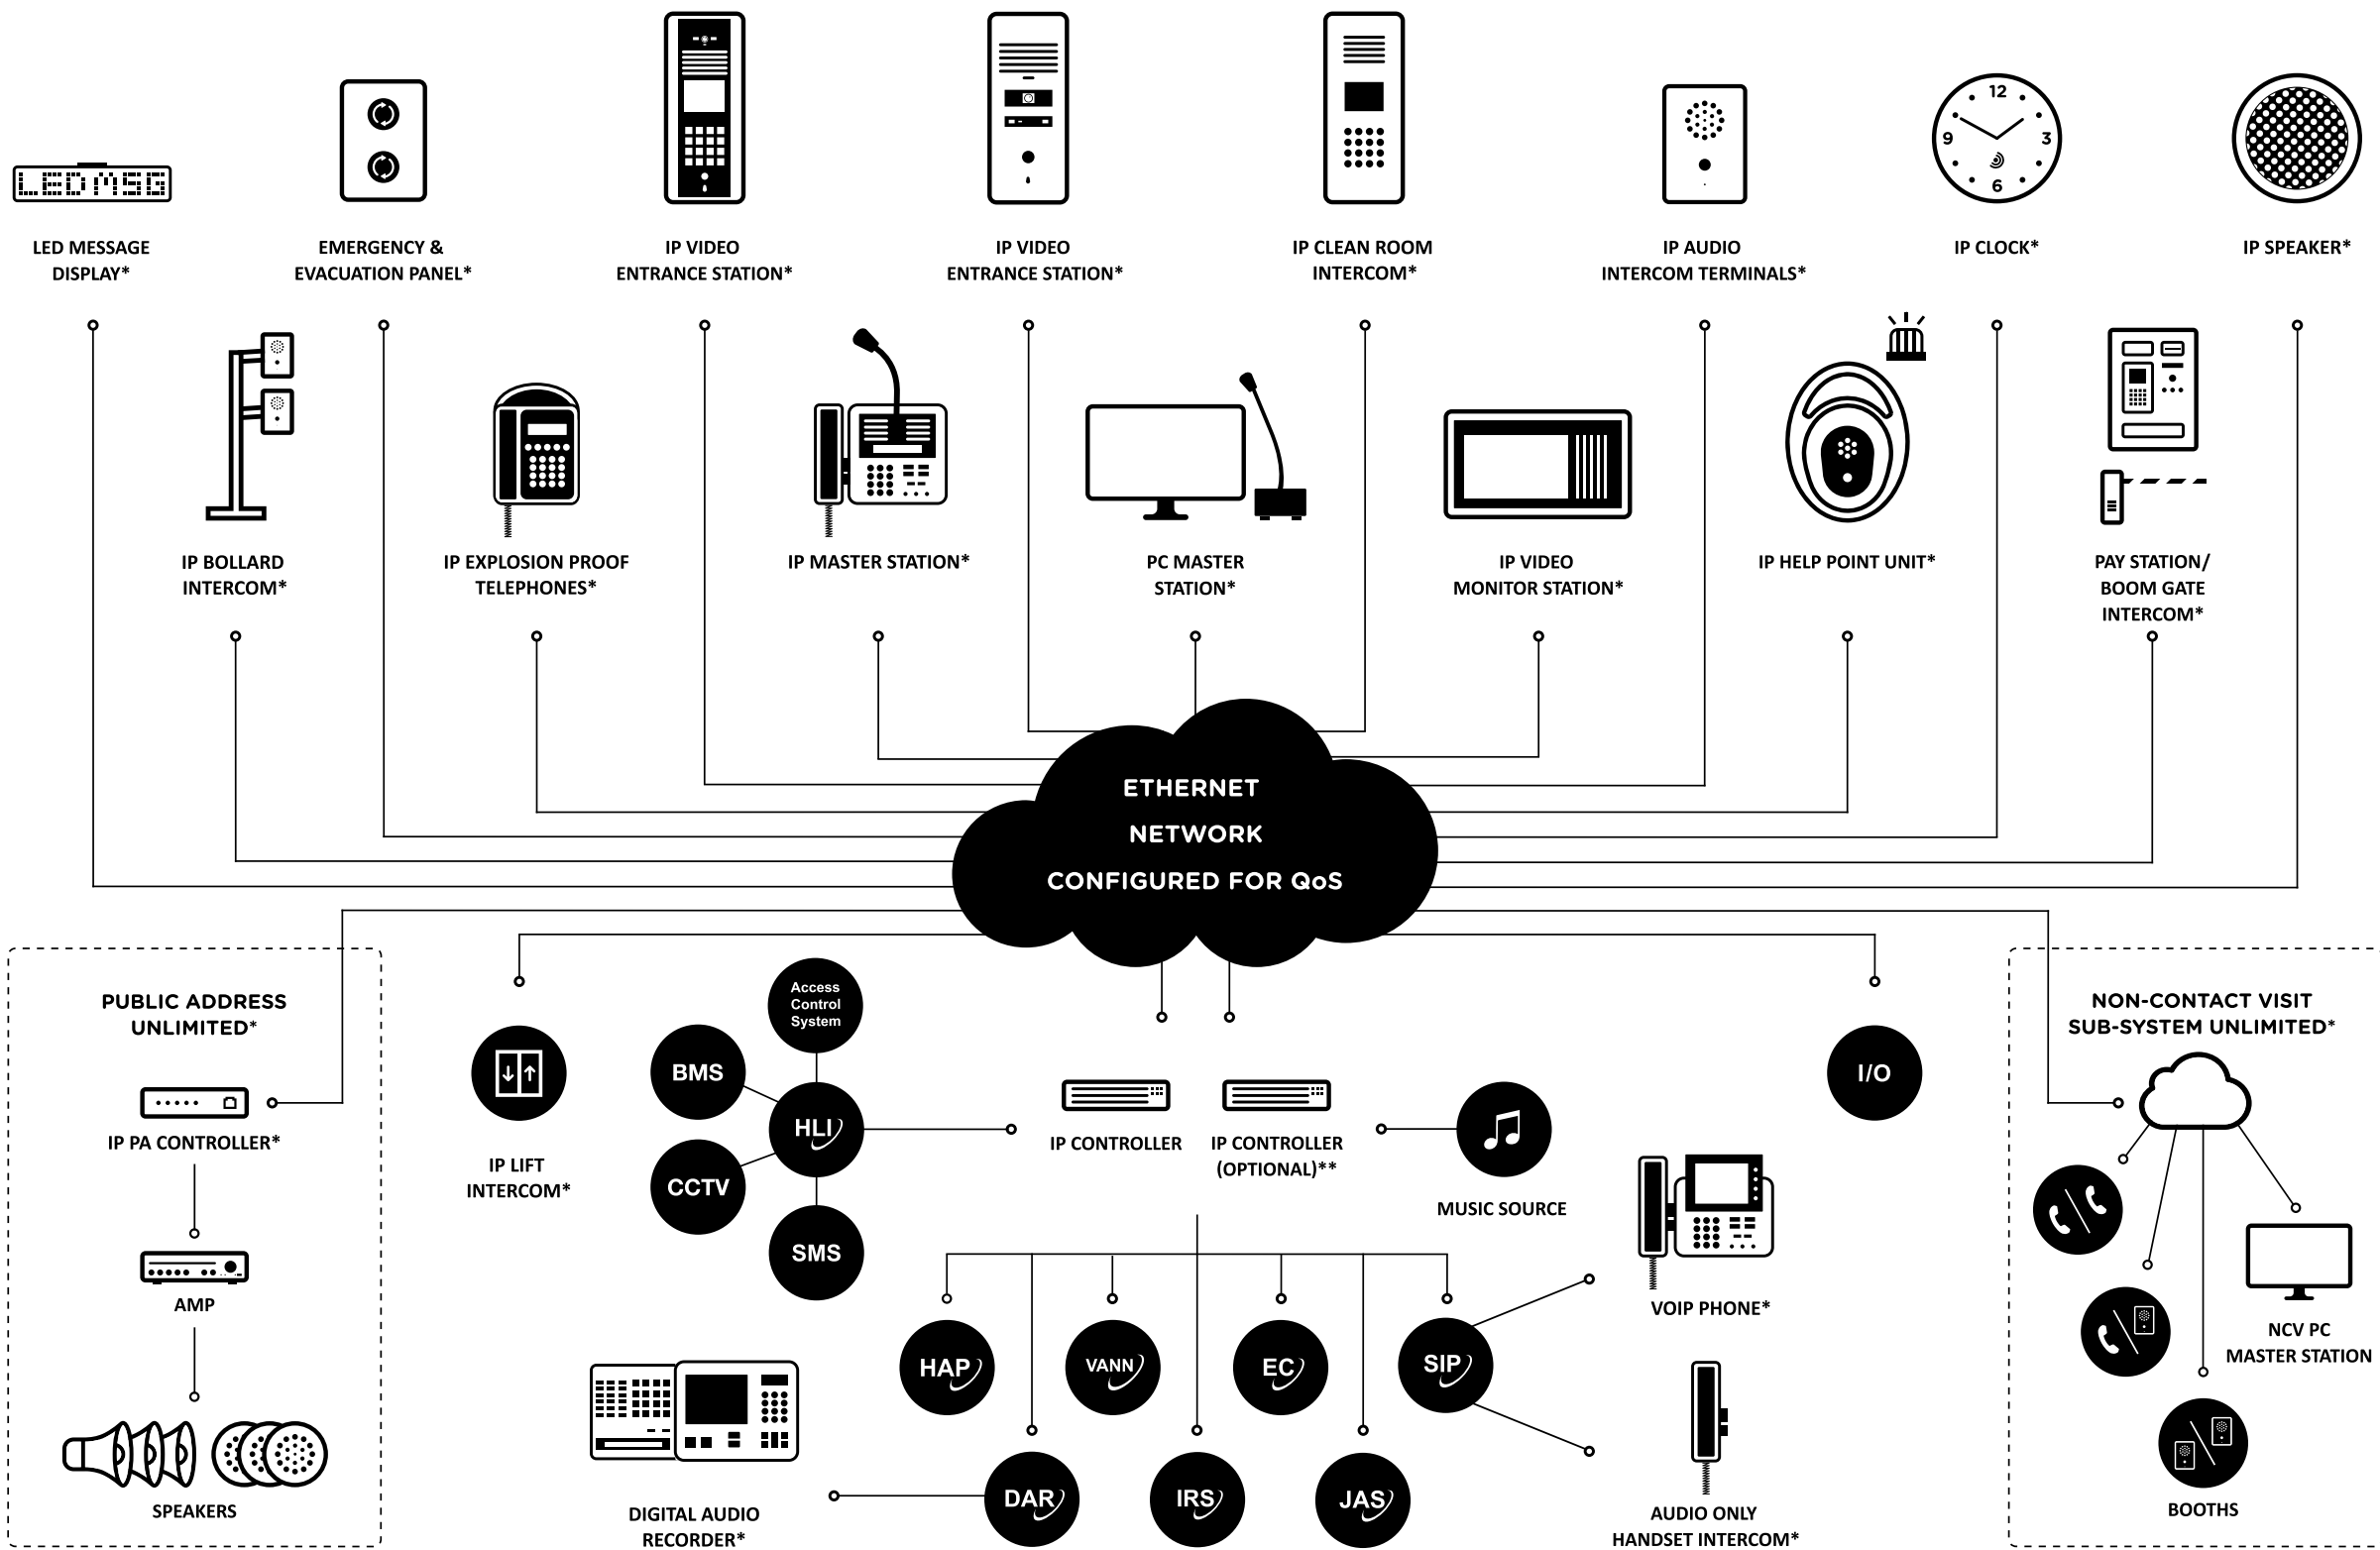 LED MSG
12
9
3
6
LED MESSAGE
DISPLAY*
EMERGENCY &
EVACUATION PANEL*
IP VIDEO
ENTRANCE STATION*
IP VIDEO
ENTRANCE STATION*
IP CLEAN ROOM
INTERCOM*
IP AUDIO
INTERCOM TERMINALS*
IP CLOCK*
IP SPEAKER*
IP BOLLARD
INTERCOM*
IP EXPLOSION PROOF
TELEPHONES*
IP MASTER STATION*
PC MASTER
STATION*
IP VIDEO
MONITOR STATION*
IP HELP POINT UNIT*
PAY STATION/
BOOM GATE
INTERCOM*
ETHERNET
NETWORK
CONFIGURED FOR QoS
PUBLIC ADDRESS
UNLIMITED*
IP PA CONTROLLER*
AMP
SPEAKERS
IP LIFT
INTERCOM*
Access
Control
System
BMS
HLI
CCTV
SMS
IP CONTROLLER
IP CONTROLLER
(OPTIONAL)**
MUSIC SOURCE
I/O
HAP
VANN
EC
SIP
DAR
IRS
JAS
DIGITAL AUDIO
RECORDER*
VOIP PHONE*
AUDIO ONLY
HANDSET INTERCOM*
NON-CONTACT VISIT
SUB-SYSTEM UNLIMITED*
NCV PC
MASTER STATION
BOOTHS